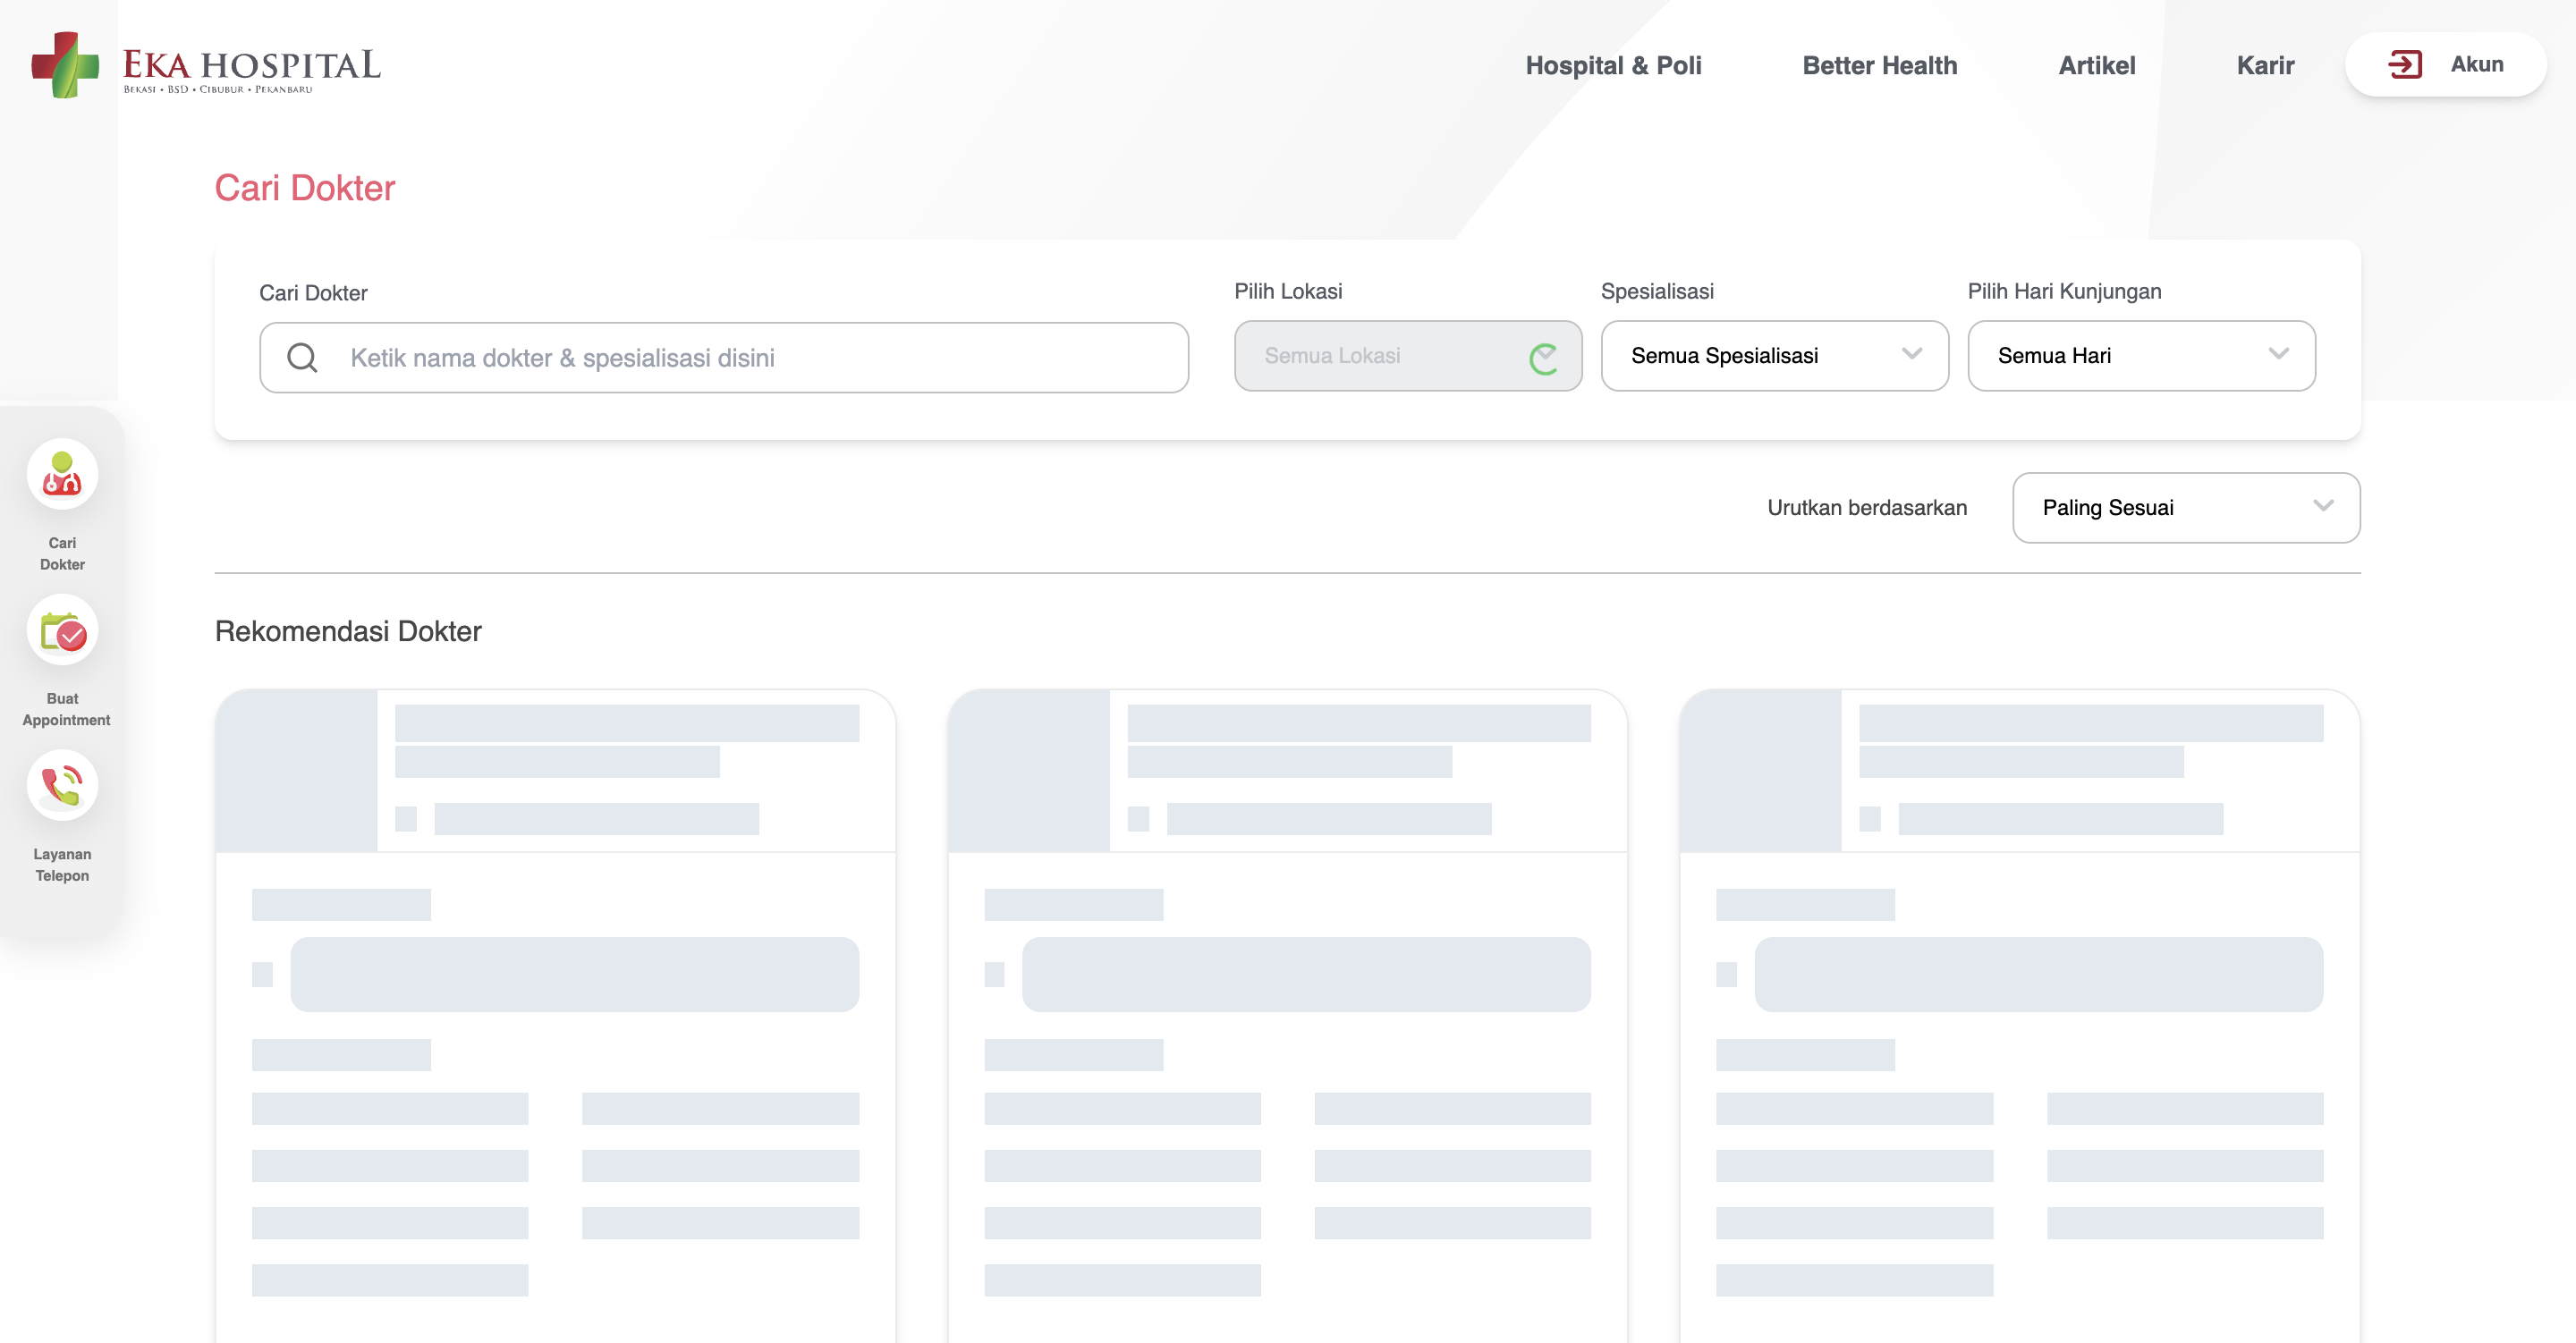 EKA HOSPITAL
BEKASI • BSD • CIBUBUR • PEKANBARU
Hospital & Poli
Better Health
Artikel
Karir
Akun
Cari Dokter
Cari Dokter
Ketik nama dokter & spesialisasi disini
Pilih Lokasi
Semua Lokasi
Spesialisasi
Semua Spesialisasi
Pilih Hari Kunjungan
Semua Hari
Cari
Dokter
Buat
Appointment
Layanan
Telepon
Urutkan berdasarkan
Paling Sesuai
Rekomendasi Dokter